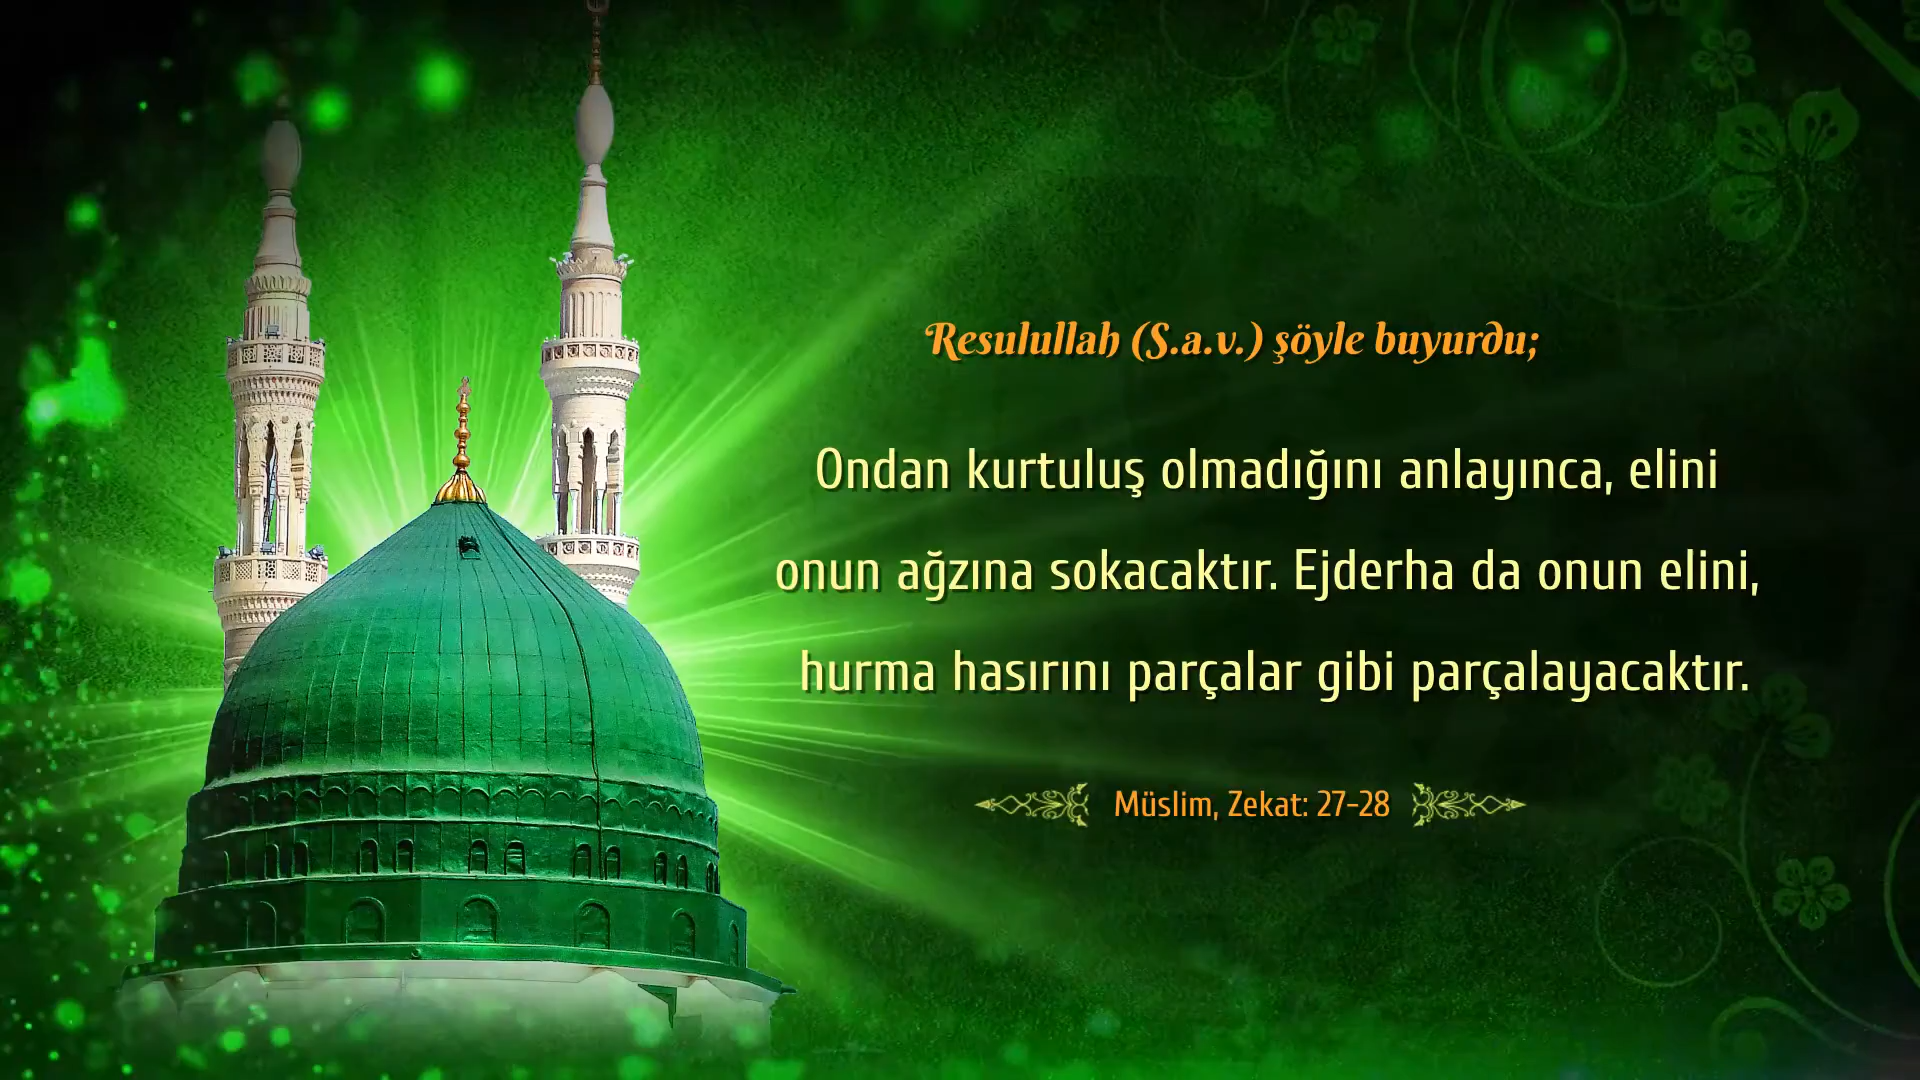 Resulullah (S.a.v.) şöyle buyurdu;
Ondan kurtuluş olmadığını anlayınca, elini
onun ağzına sokacaktır. Ejderha da onun elini,
hurma hasırını parçalar gibi parçalayacaktır.
Müslim, Zekat: 27-28